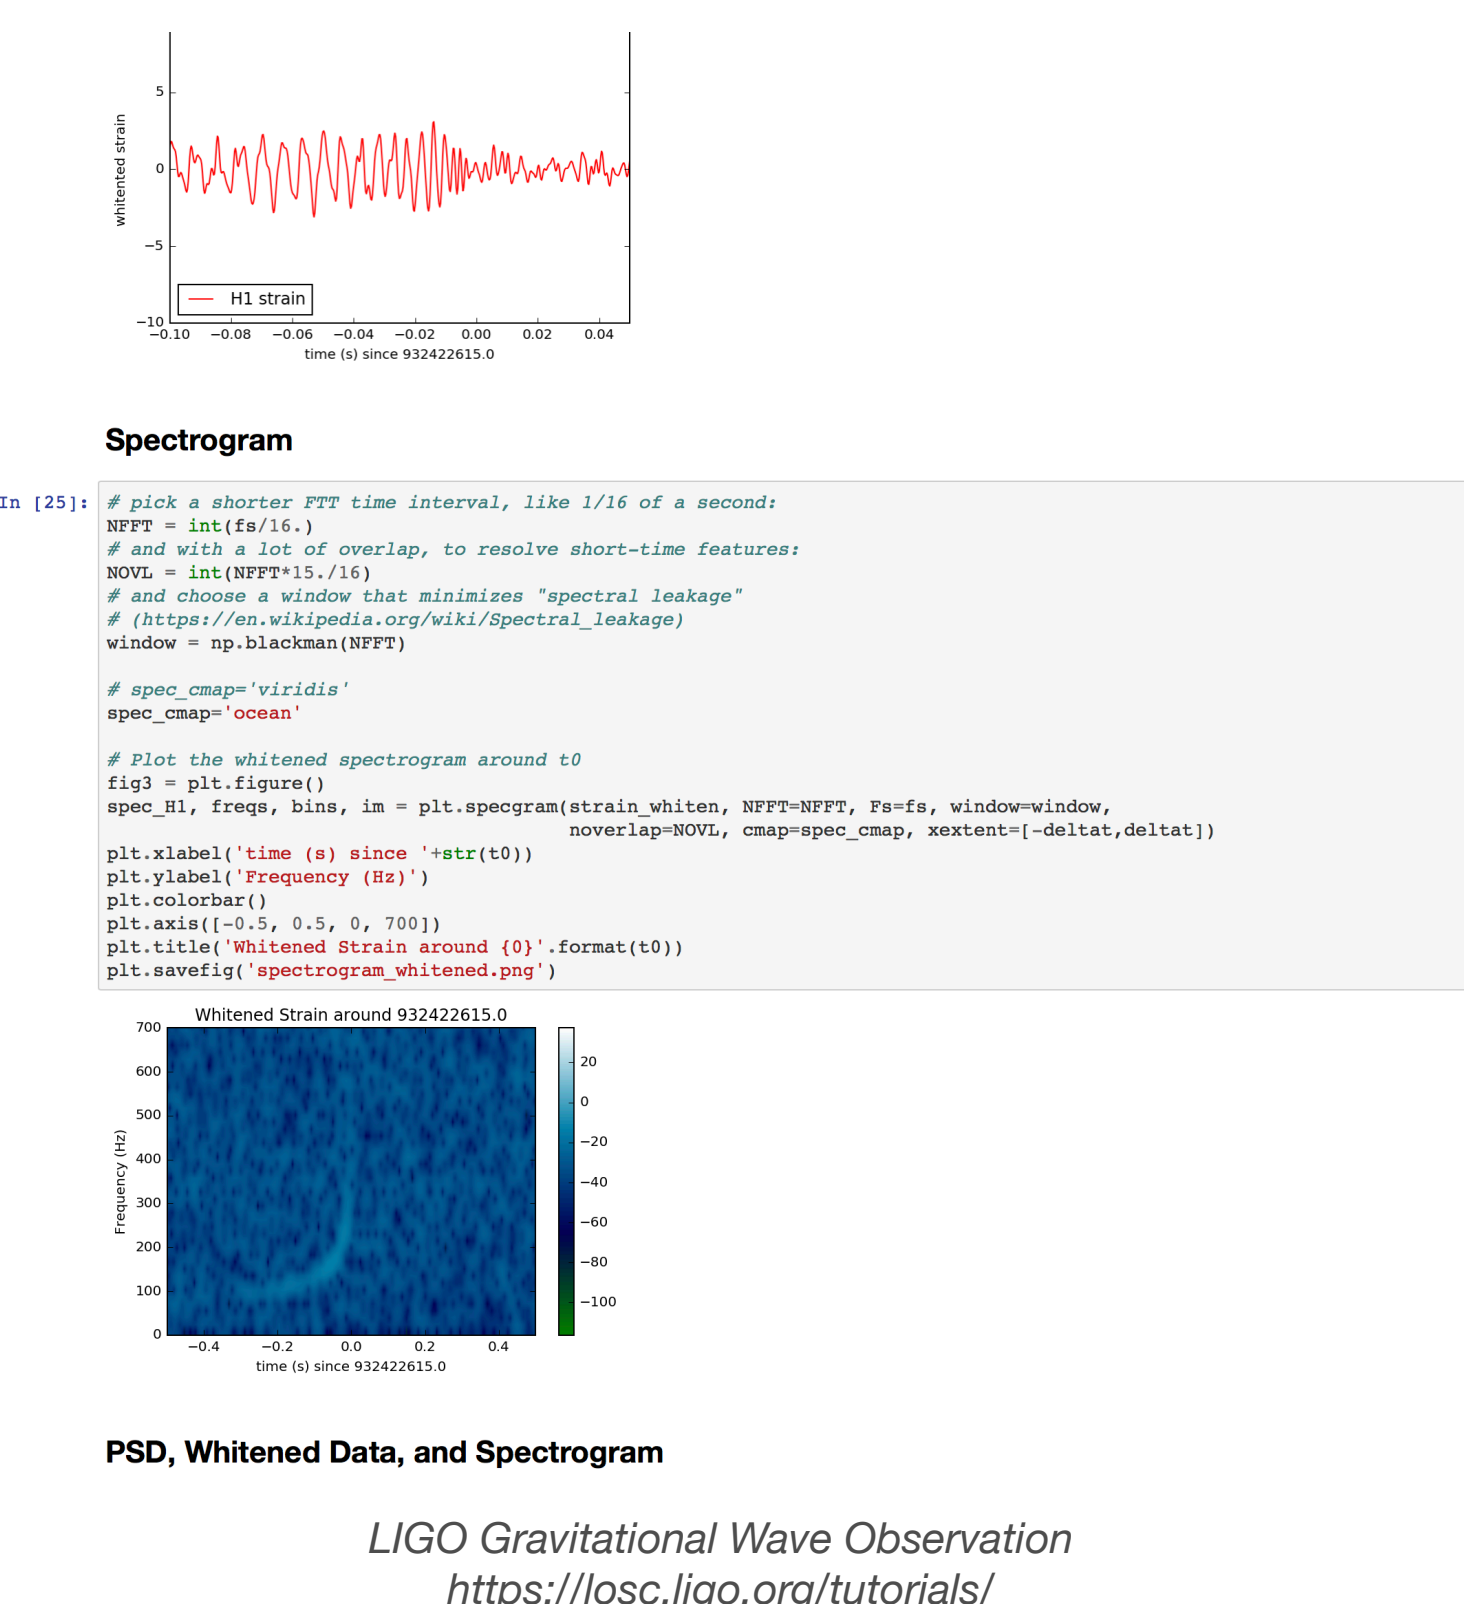 5
0
−5
−10
whitented strain
H1 strain
−0.10 −0.08 −0.06 −0.04 −0.02 0.00 0.02 0.04
time (s) since 932422615.0
Spectrogram
In [25]:
# pick a shorter FTT time interval, like 1/16 of a second:
NFFT = int(fs/16.)
# and with a lot of overlap, to resolve short-time features:
NOVL = int(NFFT*15./16)
# and choose a window that minimizes "spectral leakage"
# (https://en.wikipedia.org/wiki/Spectral_leakage)
window = np.blackman(NFFT)
# spec_cmap='viridis'
spec_cmap='ocean'
# Plot the whitened spectrogram around t0
fig3 = plt.figure()
spec_H1, freqs, bins, im = plt.specgram(strain_whiten, NFFT=NFFT, Fs=fs, window=window,
noverlap=NOVL, cmap=spec_cmap, xextent=[-deltat,deltat])
plt.xlabel('time (s) since '+str(t0))
plt.ylabel('Frequency (Hz)')
plt.colorbar()
plt.axis([-0.5, 0.5, 0, 700])
plt.title('Whitened Strain around {0}'.format(t0))
plt.savefig('spectrogram_whitened.png')
Whitened Strain around 932422615.0
700
600
500
400
300
200
100
0
Frequency (Hz)
−0.4 −0.2 0.0 0.2 0.4
time (s) since 932422615.0
20
0
−20
−40
−60
−80
−100
PSD, Whitened Data, and Spectrogram
LIGO Gravitational Wave Observation
https://losc.ligo.org/tutorials/